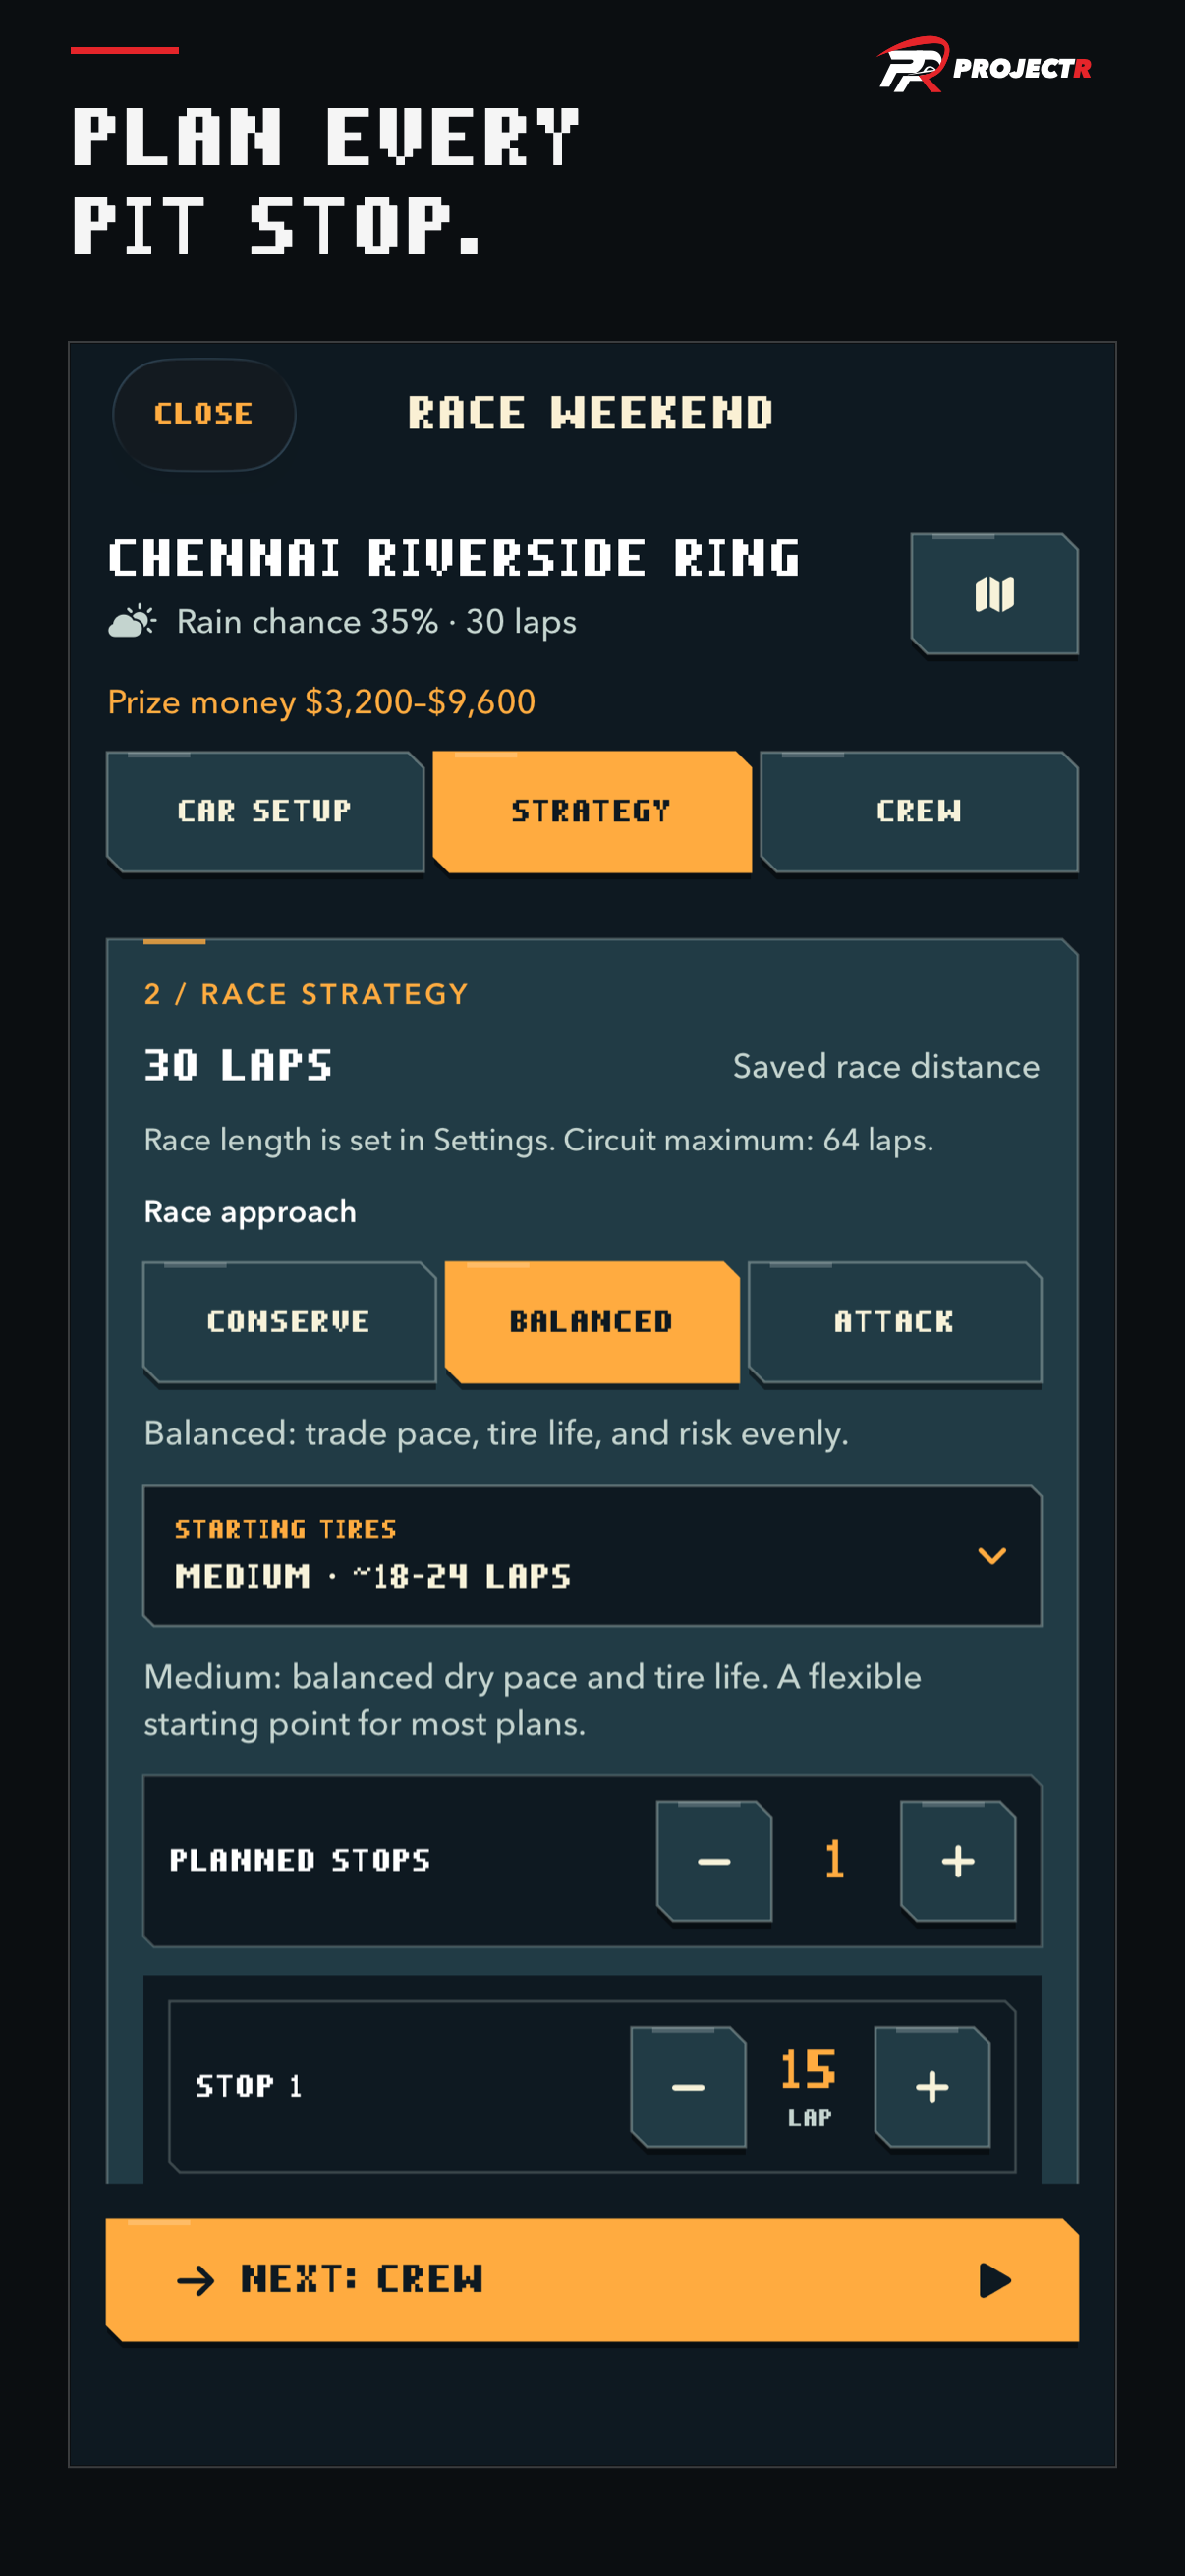 PROJECTR
PLAN EVERY
PIT STOP.
CLOSE
RACE WEEKEND
CHENNAI RIVERSIDE RING
Rain chance 35% · 30 laps
Prize money $3,200–$9,600
CAR SETUP
STRATEGY
CREW
2 / RACE STRATEGY
30 LAPS
Saved race distance
Race length is set in Settings. Circuit maximum: 64 laps.
Race approach
CONSERVE
BALANCED
ATTACK
Balanced: trade pace, tire life, and risk evenly.
STARTING TIRES
MEDIUM · ~18-24 LAPS
Medium: balanced dry pace and tire life. A flexible
starting point for most plans.
PLANNED STOPS
−
1
+
STOP 1
−
15
LAP
+
→ NEXT: CREW